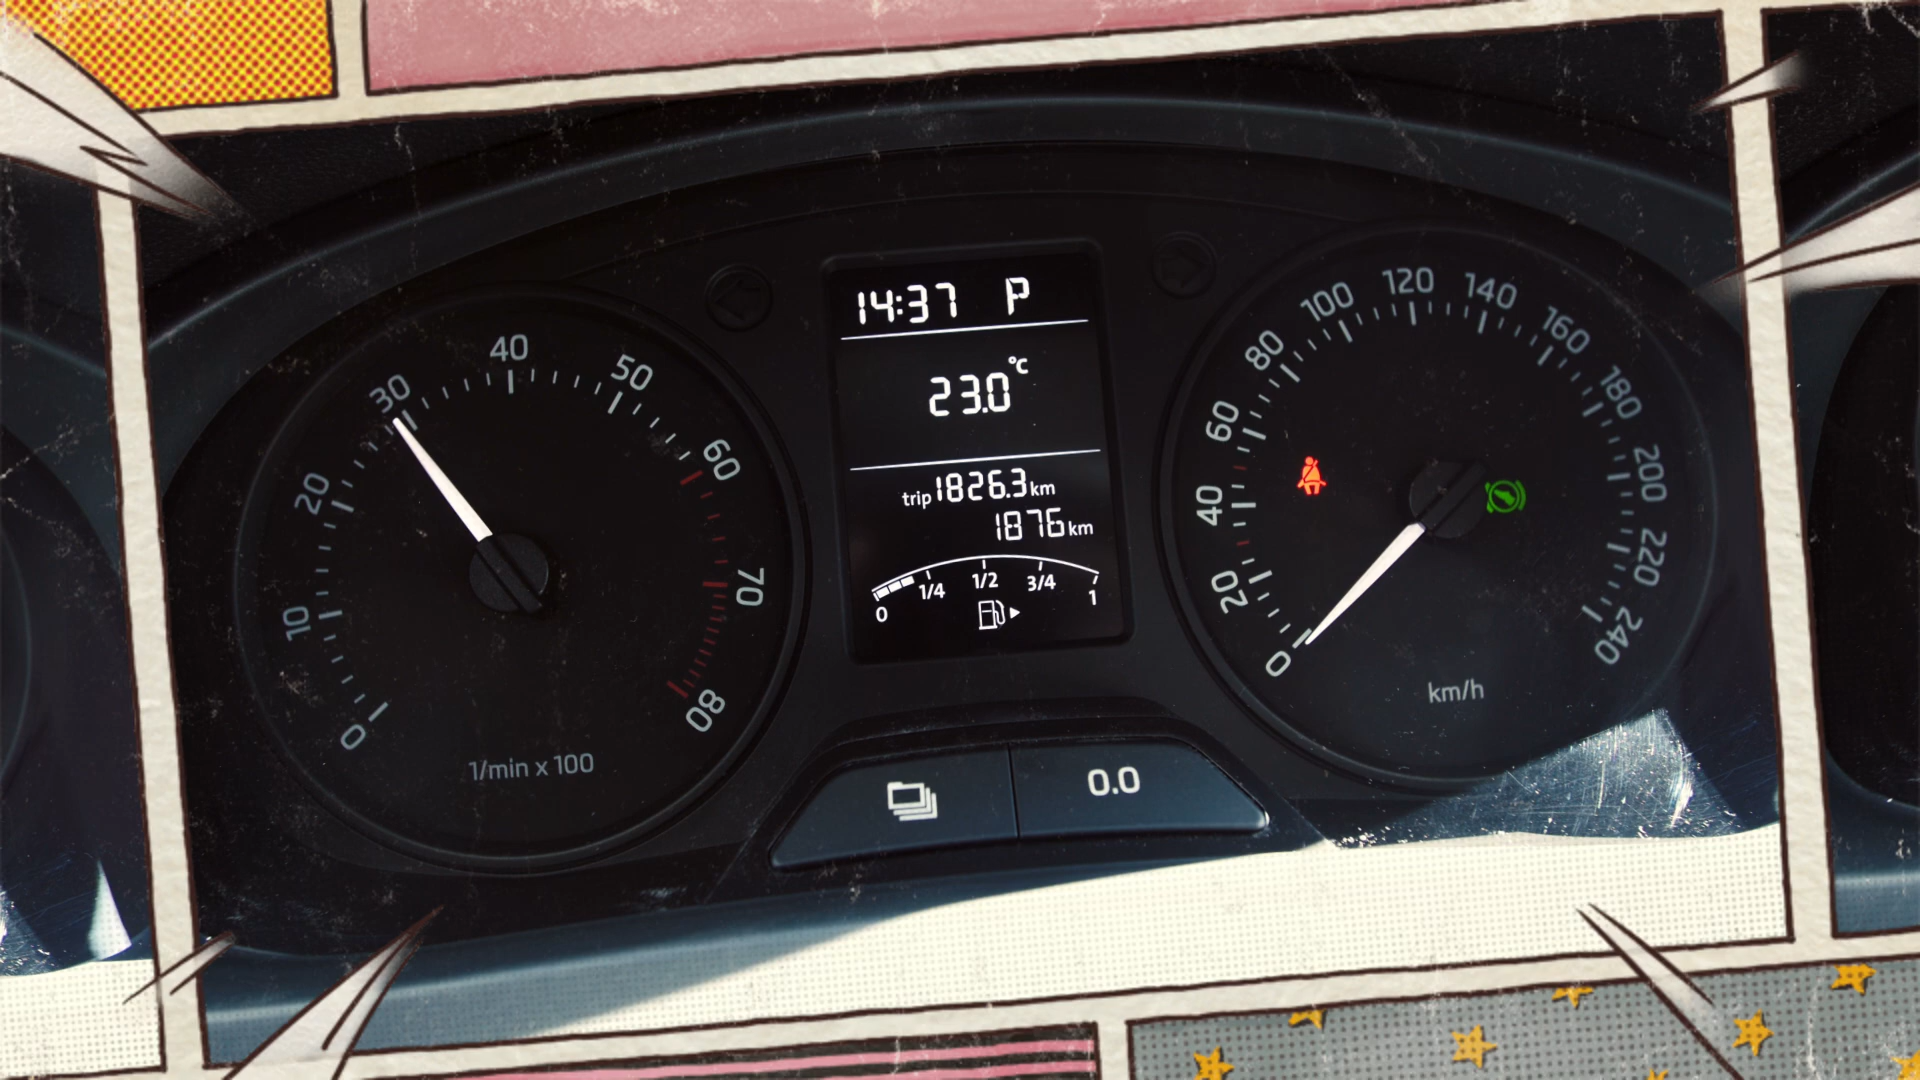 14:37 P
23.0 °C
trip 1826.3 km
1876 km
0 1/4 1/2 3/4 1
0 10 20 30 40 50 60 70 80
1/min x 100
0 20 40 60 80 100 120 140 160 180 200 220 240
km/h
0.0